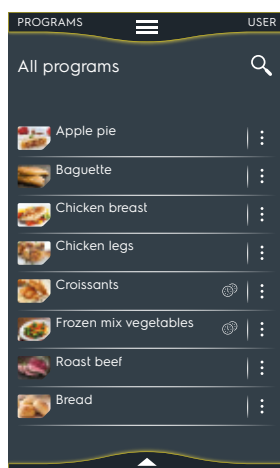 PROGRAMS USER
All programs
Apple pie
Baguette
Chicken breast
Chicken legs
Croissants
Frozen mix vegetables
Roast beef
Bread